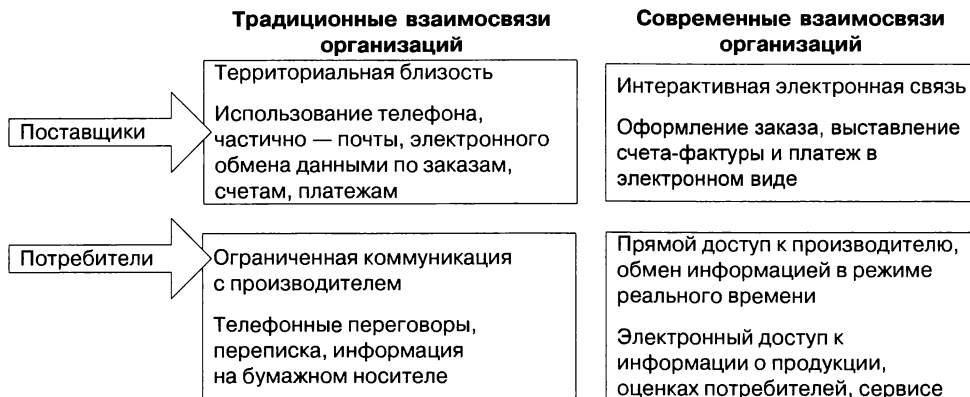 Традиционные взаимосвязи
организаций
Современные взаимосвязи
организаций
Поставщики
Территориальная близость
Использование телефона,
частично — почты, электронного
обмена данными по заказам,
счетам, платежам
Интерактивная электронная связь
Оформление заказа, выставление
счета-фактуры и платеж в
электронном виде
Потребители
Ограниченная коммуникация
с производителем
Телефонные переговоры,
переписка, информация
на бумажном носителе
Прямой доступ к производителю,
обмен информацией в режиме
реального времени
Электронный доступ к
информации о продукции,
оценках потребителей, сервисе